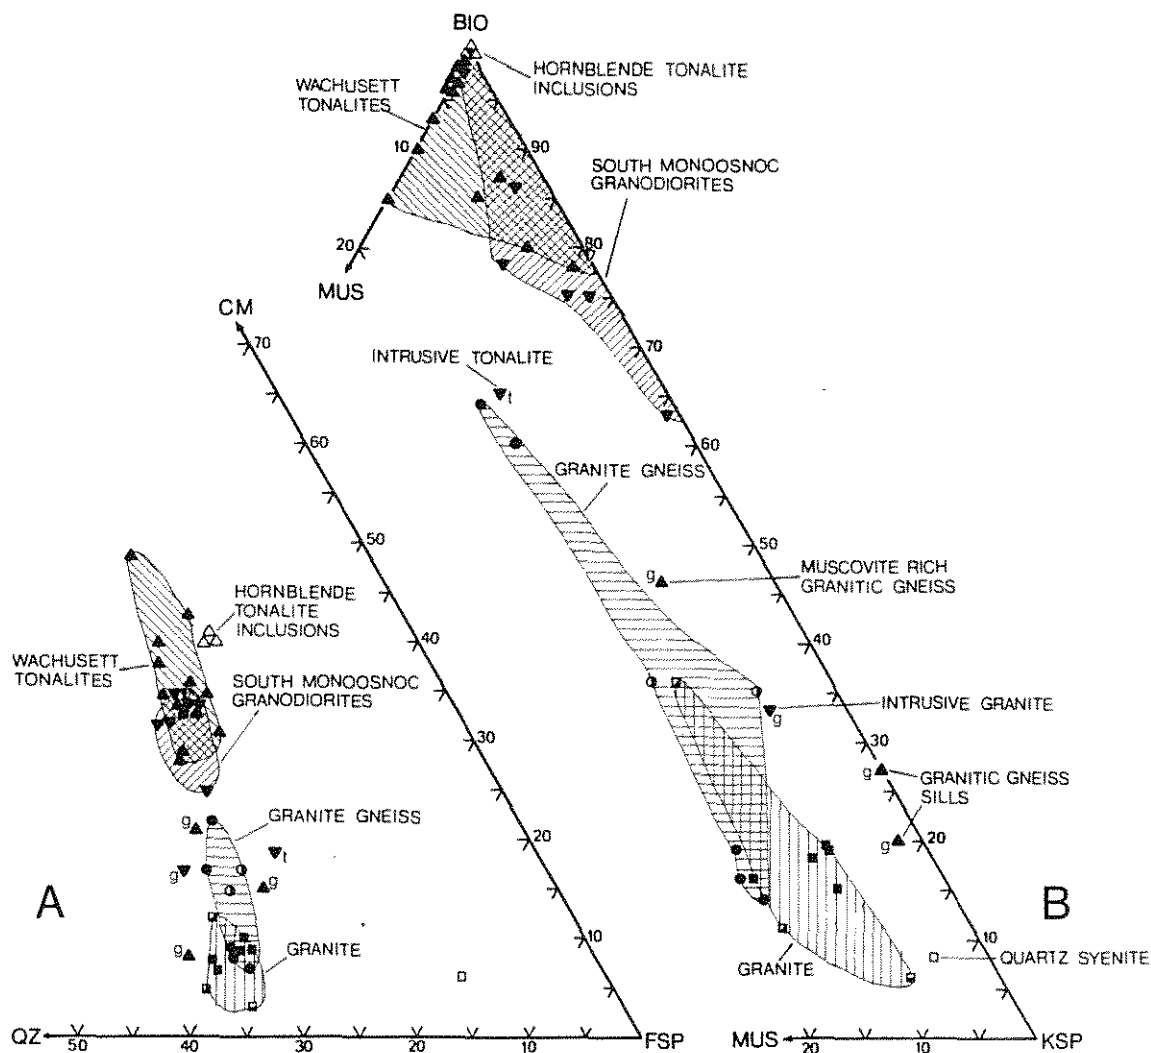 BIO
HORNBLENDE TONALITE
INCLUSIONS
WACHUSETT
TONALITES
10
90
SOUTH MONOOSNOC
GRANODIORITES
20
80
MUS
CM
70
70
INTRUSIVE TONALITE
t
60
60
GRANITE GNEISS
50
50
g
MUSCOVITE RICH
GRANITIC GNEISS
HORNBLENDE
TONALITE
INCLUSIONS
40
40
WACHUSETT
TONALITES
SOUTH MONOOSNOC
GRANODIORITES
INTRUSIVE GRANITE
g
30
30
g
GRANITIC GNEISS
SILLS
GRANITE GNEISS
g
20
20
g
t
g
g
A
B
GRANITE
g
10
10
GRANITE
QUARTZ SYENITE
QZ
50
40
30
20
10
FSP
MUS
20
10
KSP